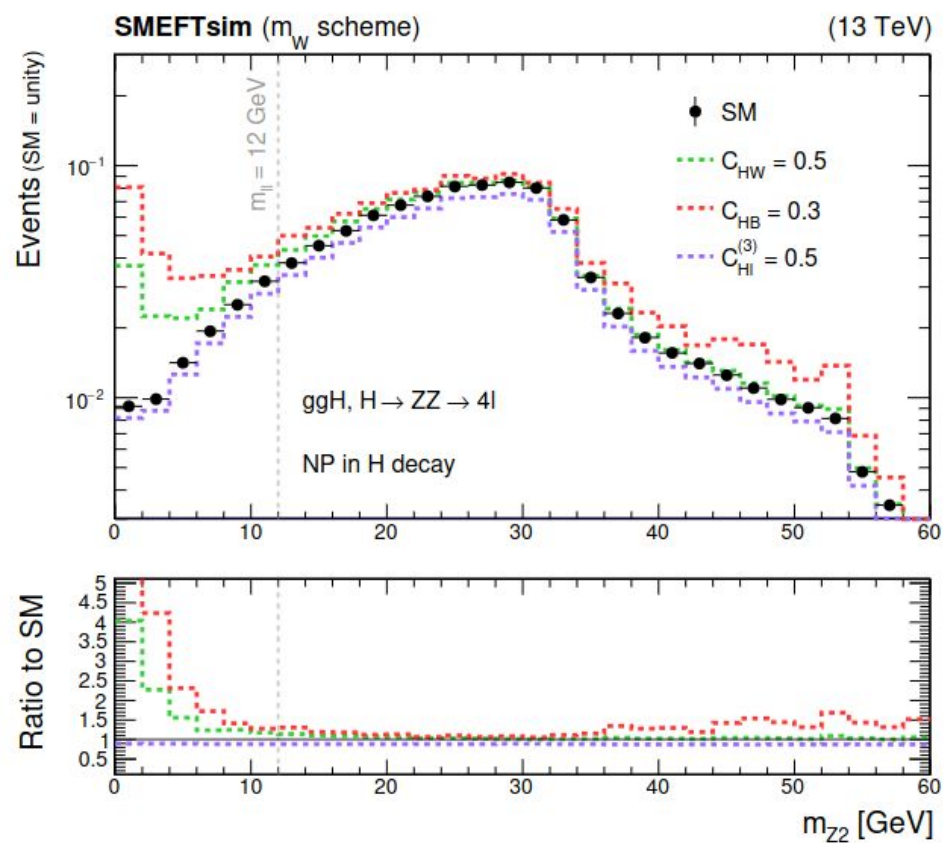 SMEFTsim (m_W scheme) (13 TeV)
Events (SM = unity)
10⁻¹
10⁻²
m_ll = 12 GeV
SM
C_HW = 0.5
C_HB = 0.3
C_Hl^(3) = 0.5
ggH, H → ZZ → 4l
NP in H decay
0 10 20 30 40 50 60
Ratio to SM
5
4.5
4
3.5
3
2.5
2
1.5
1
0.5
0 10 20 30 40 50 60
m_Z2 [GeV]